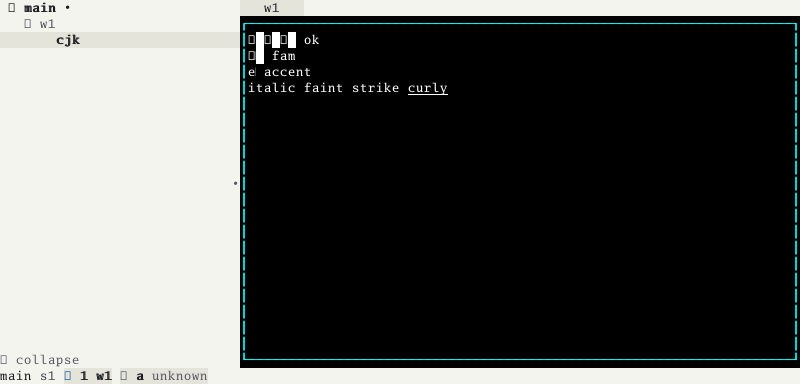 main •
w1
cjk
w1
ok
fam
e accent
italic faint strike curly
collapse
main s1 1 w1 a unknown